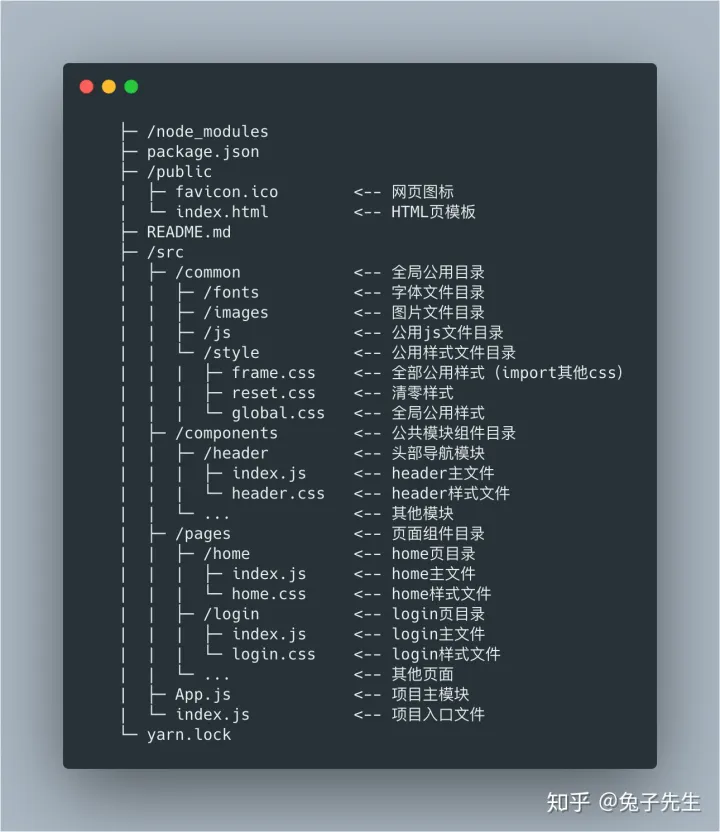 ├─ /node_modules
├─ package.json
├─ /public
|  ├─ favicon.ico        <-- 网页图标
|  └─ index.html         <-- HTML页模板
├─ README.md
├─ /src
|  ├─ /common            <-- 全局公用目录
|  |  ├─ /fonts          <-- 字体文件目录
|  |  ├─ /images         <-- 图片文件目录
|  |  ├─ /js             <-- 公用js文件目录
|  |  └─ /style          <-- 公用样式文件目录
|  |  |  ├─ frame.css    <-- 全部公用样式（import其他css）
|  |  |  ├─ reset.css    <-- 清零样式
|  |  |  └─ global.css   <-- 全局公用样式
|  ├─ /components        <-- 公共模块组件目录
|  |  ├─ /header         <-- 头部导航模块
|  |  |  ├─ index.js     <-- header主文件
|  |  |  └─ header.css   <-- header样式文件
|  |  └─ ...             <-- 其他模块
|  ├─ /pages             <-- 页面组件目录
|  |  ├─ /home           <-- home页目录
|  |  |  ├─ index.js     <-- home主文件
|  |  |  └─ home.css     <-- home样式文件
|  |  ├─ /login          <-- login页目录
|  |  |  ├─ index.js     <-- login主文件
|  |  |  └─ login.css    <-- login样式文件
|  |  └─ ...             <-- 其他页面
|  ├─ App.js             <-- 项目主模块
|  └─ index.js           <-- 项目入口文件
└─ yarn.lock
知乎 @兔子先生